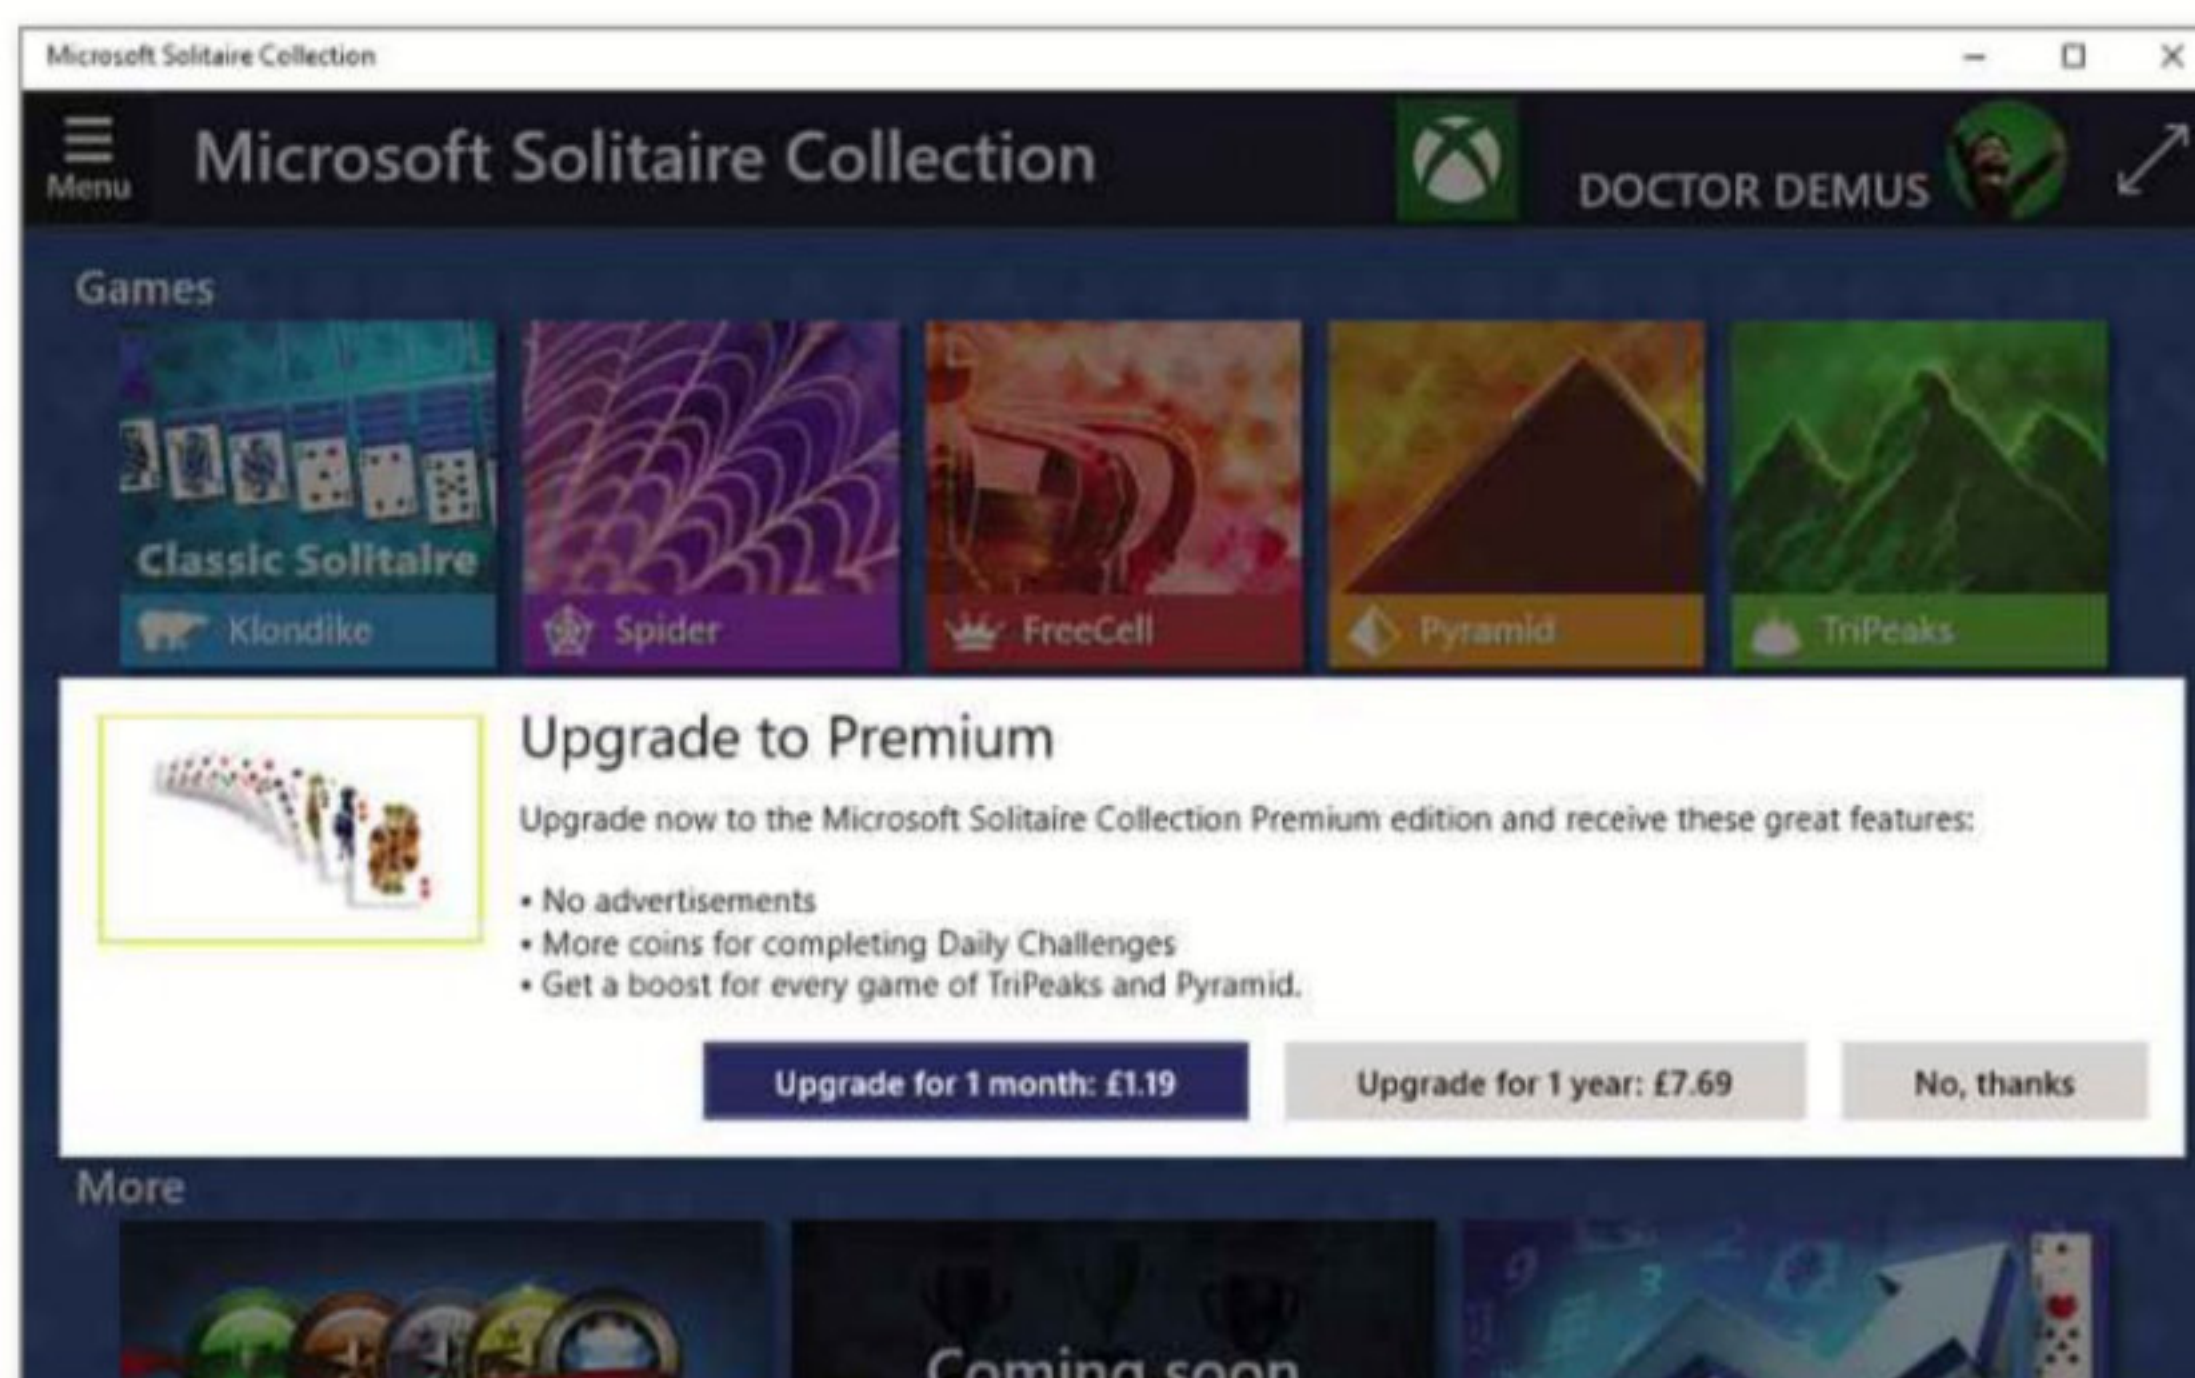 Microsoft Solitaire Collection
Menu
Microsoft Solitaire Collection
DOCTOR DEMUS
Games
Classic Solitaire
Klondike
Spider
FreeCell
Pyramid
TriPeaks
Upgrade to Premium
Upgrade now to the Microsoft Solitaire Collection Premium edition and receive these great features:
• No advertisements
• More coins for completing Daily Challenges
• Get a boost for every game of TriPeaks and Pyramid.
Upgrade for 1 month: £1.19
Upgrade for 1 year: £7.69
No, thanks
More
Coming soon